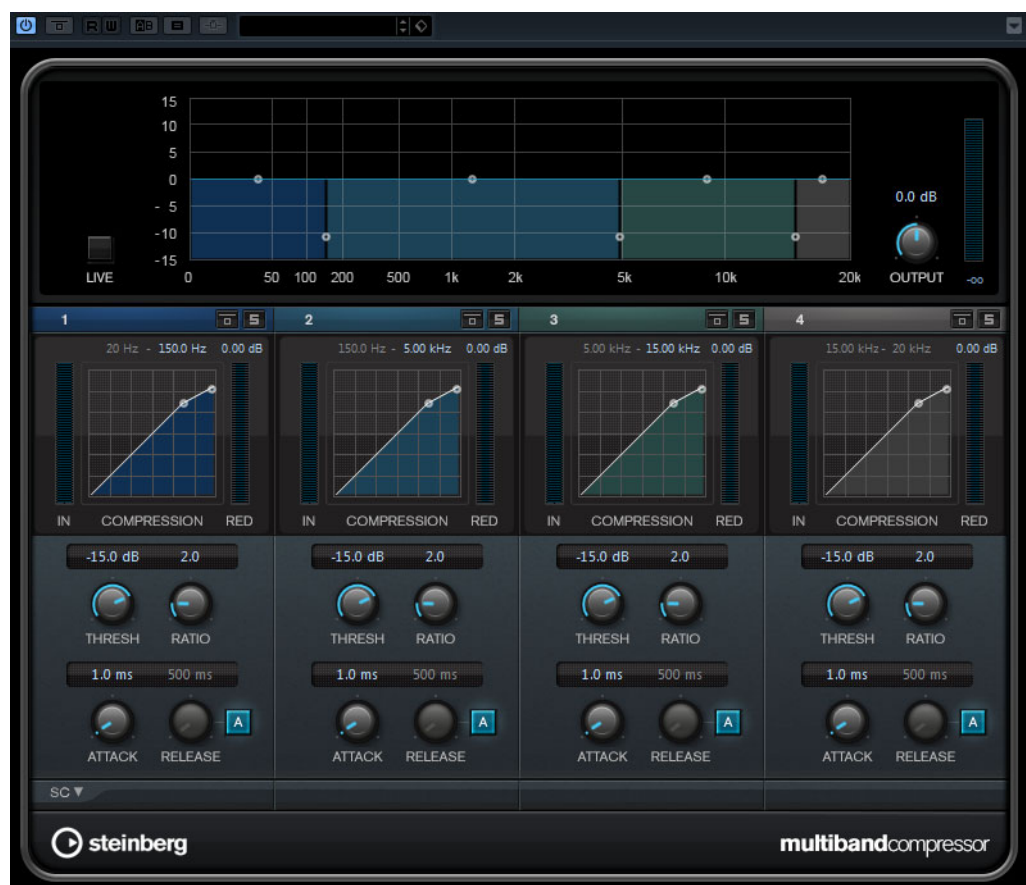 R W A B
15
10
5
0
- 5
-10
-15
0 50 100 200 500 1k 2k 5k 10k 20k
LIVE
0.0 dB
OUTPUT
-oo
1 S 2 S 3 S 4 S
20 Hz - 150.0 Hz 0.00 dB 150.0 Hz - 5.00 kHz 0.00 dB 5.00 kHz - 15.00 kHz 0.00 dB 15.00 kHz - 20 kHz 0.00 dB
IN COMPRESSION RED IN COMPRESSION RED IN COMPRESSION RED IN COMPRESSION RED
-15.0 dB 2.0 -15.0 dB 2.0 -15.0 dB 2.0 -15.0 dB 2.0
THRESH RATIO THRESH RATIO THRESH RATIO THRESH RATIO
1.0 ms 500 ms 1.0 ms 500 ms 1.0 ms 500 ms 1.0 ms 500 ms
A A A A
ATTACK RELEASE ATTACK RELEASE ATTACK RELEASE ATTACK RELEASE
SC
steinberg multibandcompressor